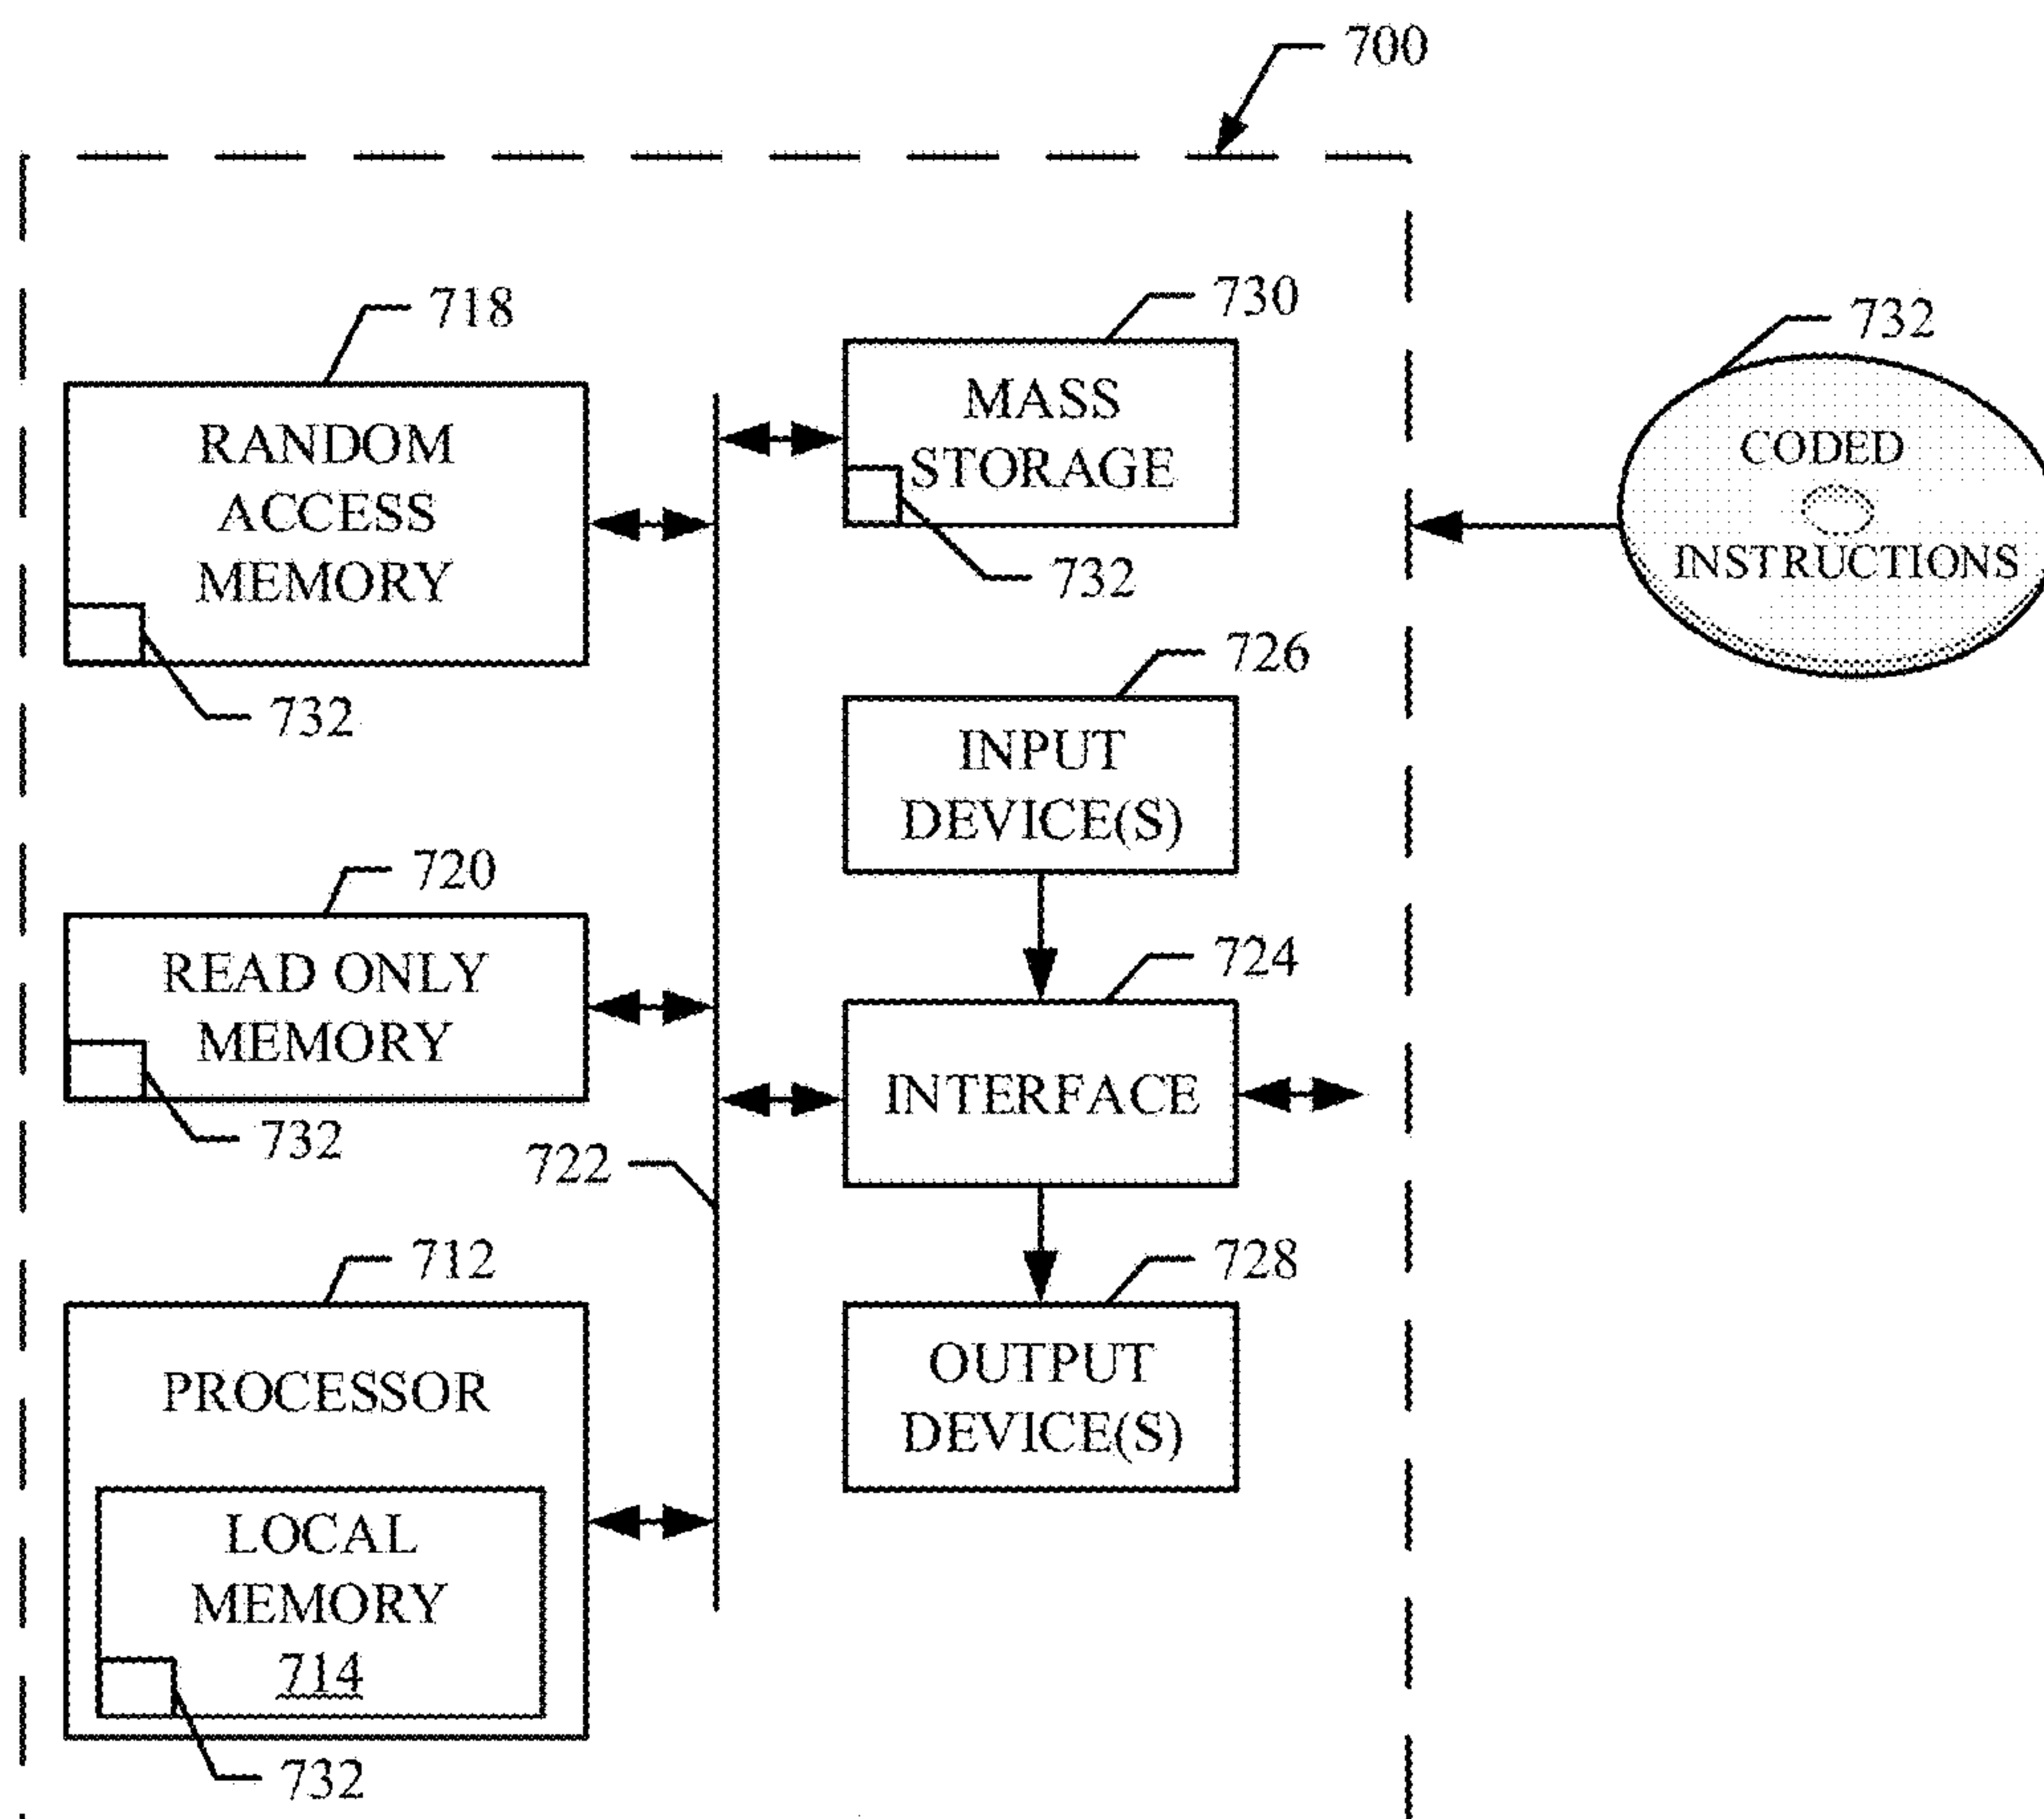 700
718
RANDOM
ACCESS
MEMORY
732
730
MASS
STORAGE
732
732
CODED
INSTRUCTIONS
726
INPUT
DEVICE(S)
720
READ ONLY
MEMORY
732
724
INTERFACE
722
712
PROCESSOR
LOCAL
MEMORY
714
732
728
OUTPUT
DEVICE(S)